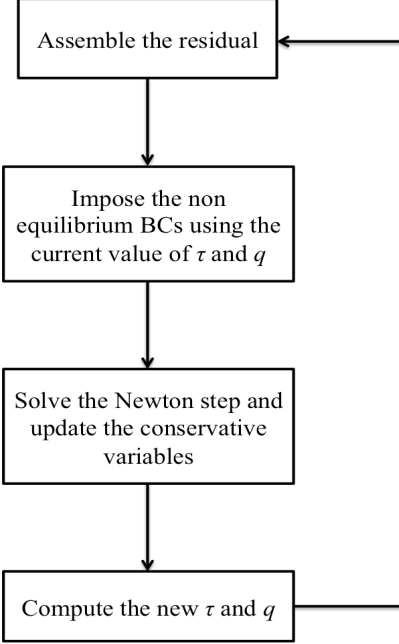 Assemble the residual
Impose the non
equilibrium BCs using the
current value of τ and q
Solve the Newton step and
update the conservative
variables
Compute the new τ and q